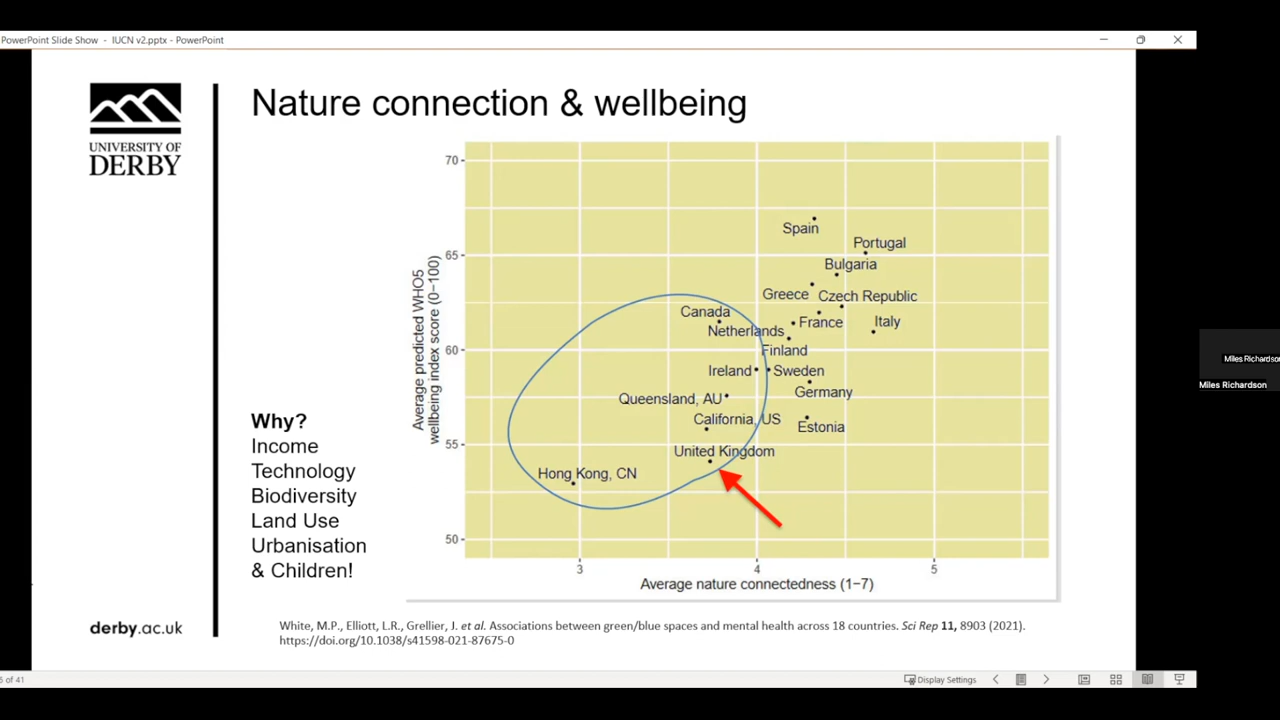 PowerPoint Slide Show - IUCN v2.pptx - PowerPoint
UNIVERSITY OF
DERBY
Nature connection & wellbeing
70
65
60
55
50
Average predicted WHO5
wellbeing index score (0-100)
Spain
Portugal
Bulgaria
Greece
Czech Republic
Canada
Netherlands
France
Italy
Finland
Ireland
Sweden
Queensland, AU
Germany
California, US
Estonia
United Kingdom
Hong Kong, CN
3
4
5
Average nature connectedness (1-7)
Why?
Income
Technology
Biodiversity
Land Use
Urbanisation
& Children!
derby.ac.uk
White, M.P., Elliott, L.R., Grellier, J. et al. Associations between green/blue spaces and mental health across 18 countries. Sci Rep 11, 8903 (2021).
https://doi.org/10.1038/s41598-021-87675-0
Miles Richardson
Miles Richardson
5 of 41
Display Settings